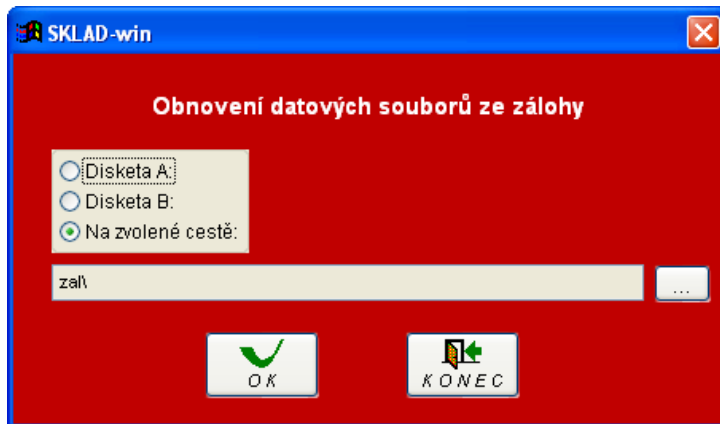 SKLAD-win
Obnovení datových souborů ze zálohy
Disketa A:
Disketa B:
Na zvolené cestě:
zal\
...
OK
KONEC